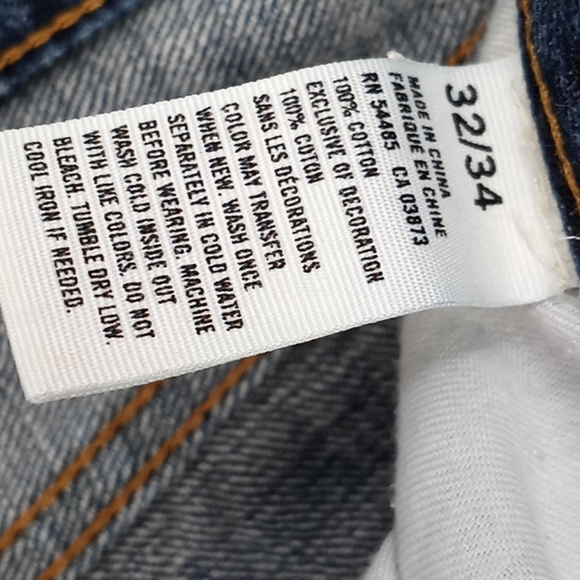 32/34
MADE IN CHINA
FABRIQUÉ EN CHINE
RN 54485 CA 03873
100% COTTON
EXCLUSIVE OF DECORATION
100% COTON
SANS LES DÉCORATIONS
COLOR MAY TRANSFER
WHEN NEW. WASH ONCE
SEPARATELY IN COLD WATER
BEFORE WEARING. MACHINE
WASH COLD INSIDE OUT
WITH LIKE COLORS. DO NOT
BLEACH. TUMBLE DRY LOW.
COOL IRON IF NEEDED.